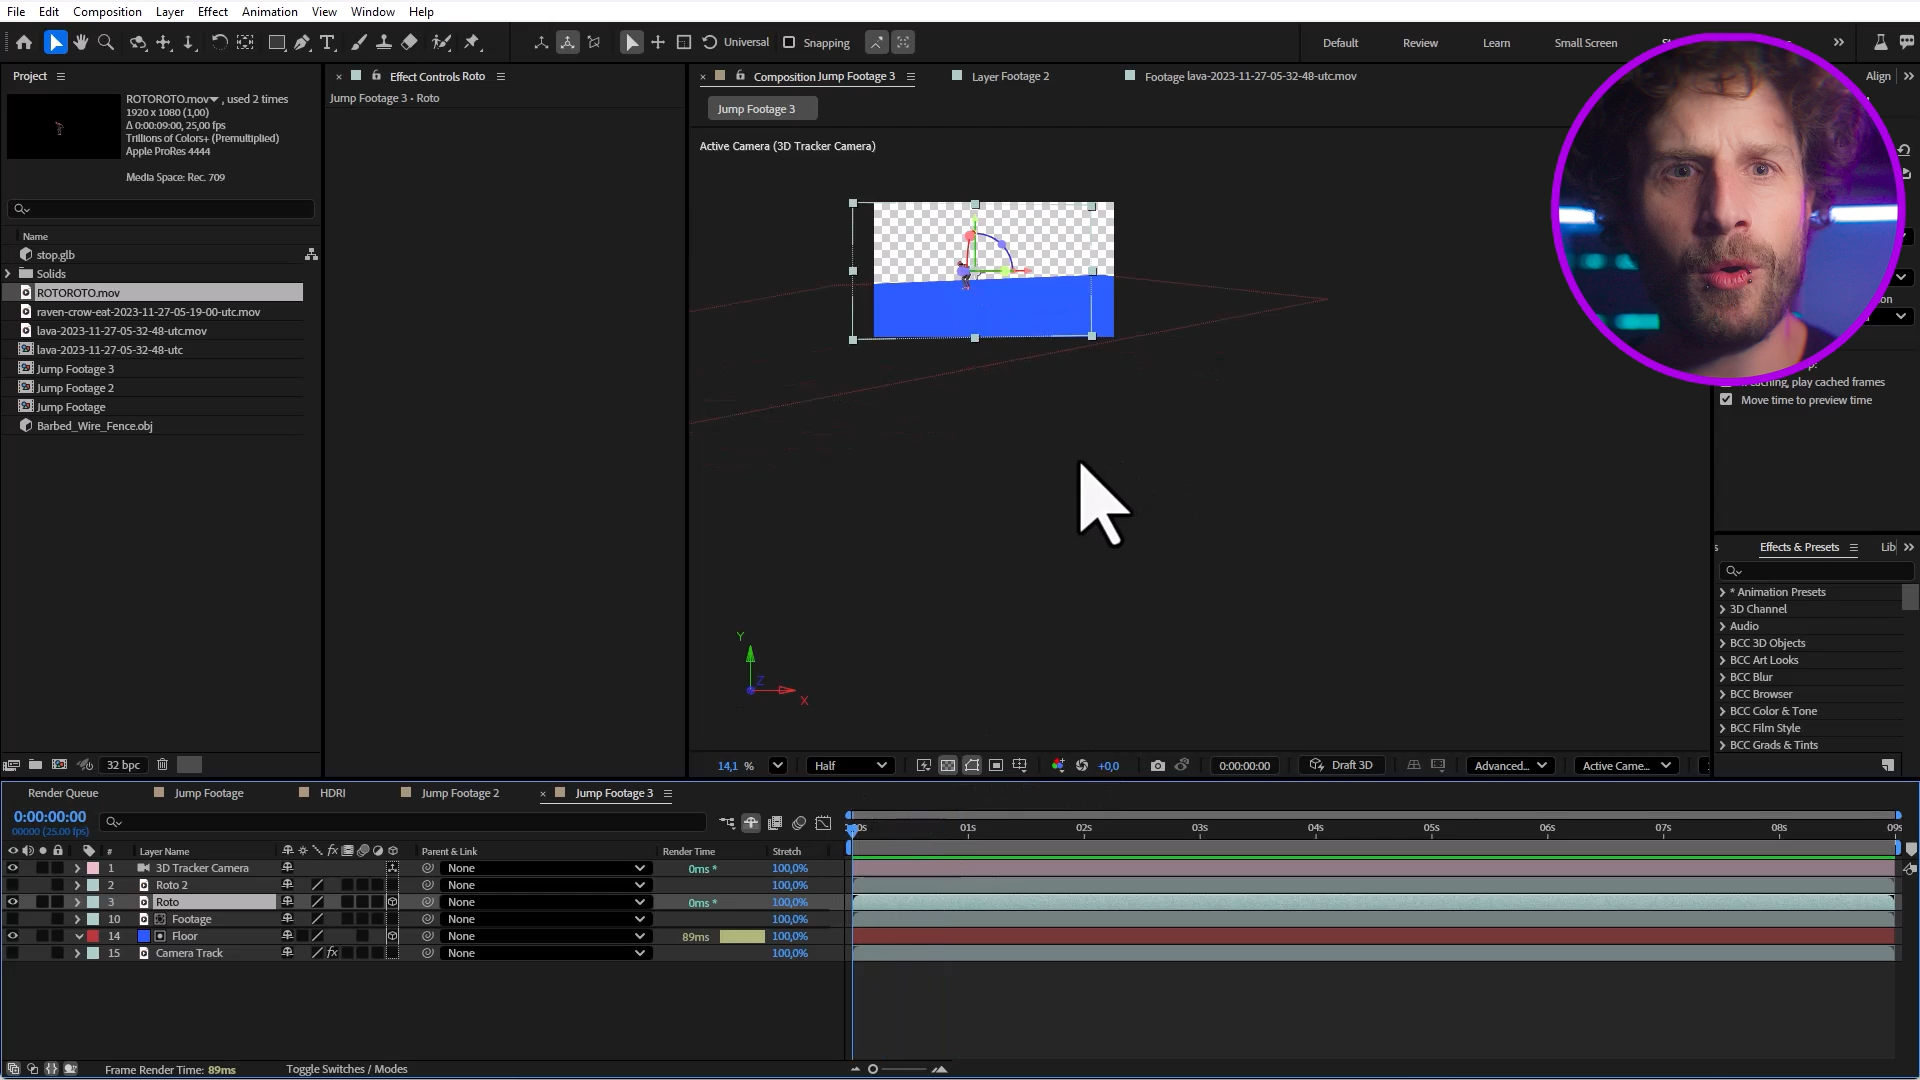 File Edit Composition Layer Effect Animation View Window Help
Universal Snapping Default Review Learn Small Screen
Project
Effect Controls Roto
Composition Jump Footage 3
Layer Footage 2
Footage lava-2023-11-27-05-32-48-utc.mov
Align
ROTOROTO.mov , used 2 times
1920 x 1080 (1,00)
Δ 0:00:09:00, 25,00 fps
Trillions of Colors+ (Premultiplied)
Apple ProRes 4444
Media Space: Rec. 709
Jump Footage 3 • Roto
Jump Footage 3
Active Camera (3D Tracker Camera)
Name
stop.glb
Solids
ROTOROTO.mov
raven-crow-eat-2023-11-27-05-19-00-utc.mov
lava-2023-11-27-05-32-48-utc.mov
lava-2023-11-27-05-32-48-utc
Jump Footage 3
Jump Footage 2
Jump Footage
Barbed_Wire_Fence.obj
on
caching, play cached frames
Move time to preview time
Effects & Presets
Lib
* Animation Presets
3D Channel
Audio
BCC 3D Objects
BCC Art Looks
BCC Blur
BCC Browser
BCC Color & Tone
BCC Film Style
BCC Grads & Tints
Y
Z
X
32 bpc
14,1 %
Half
+0,0
0:00:00:00
Draft 3D
Advanced...
Active Came...
Render Queue
Jump Footage
HDRI
Jump Footage 2
Jump Footage 3
0:00:00:00
00000 (25.00 fps)
:00s 01s 02s 03s 04s 05s 06s 07s 08s 09s
# Layer Name fx Parent & Link Render Time Stretch
1 3D Tracker Camera None 0ms * 100,0%
2 Roto 2 None 100,0%
3 Roto None 0ms * 100,0%
10 Footage None 100,0%
14 Floor None 89ms 100,0%
15 Camera Track fx None 100,0%
Frame Render Time: 89ms
Toggle Switches / Modes